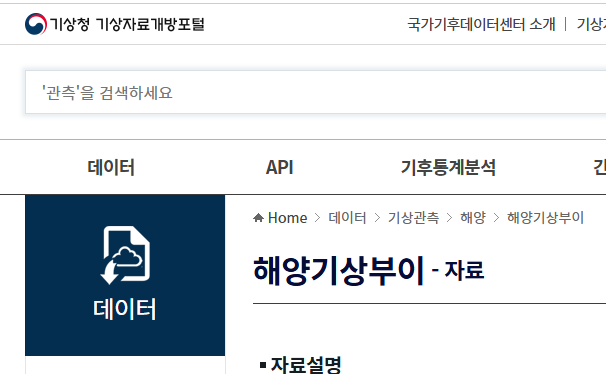 기상청 기상자료개방포털
국가기후데이터센터 소개 | 기상
'관측'을 검색하세요
데이터 API 기후통계분석
Home > 데이터 > 기상관측 > 해양 > 해양기상부이
데이터
해양기상부이 - 자료
자료설명